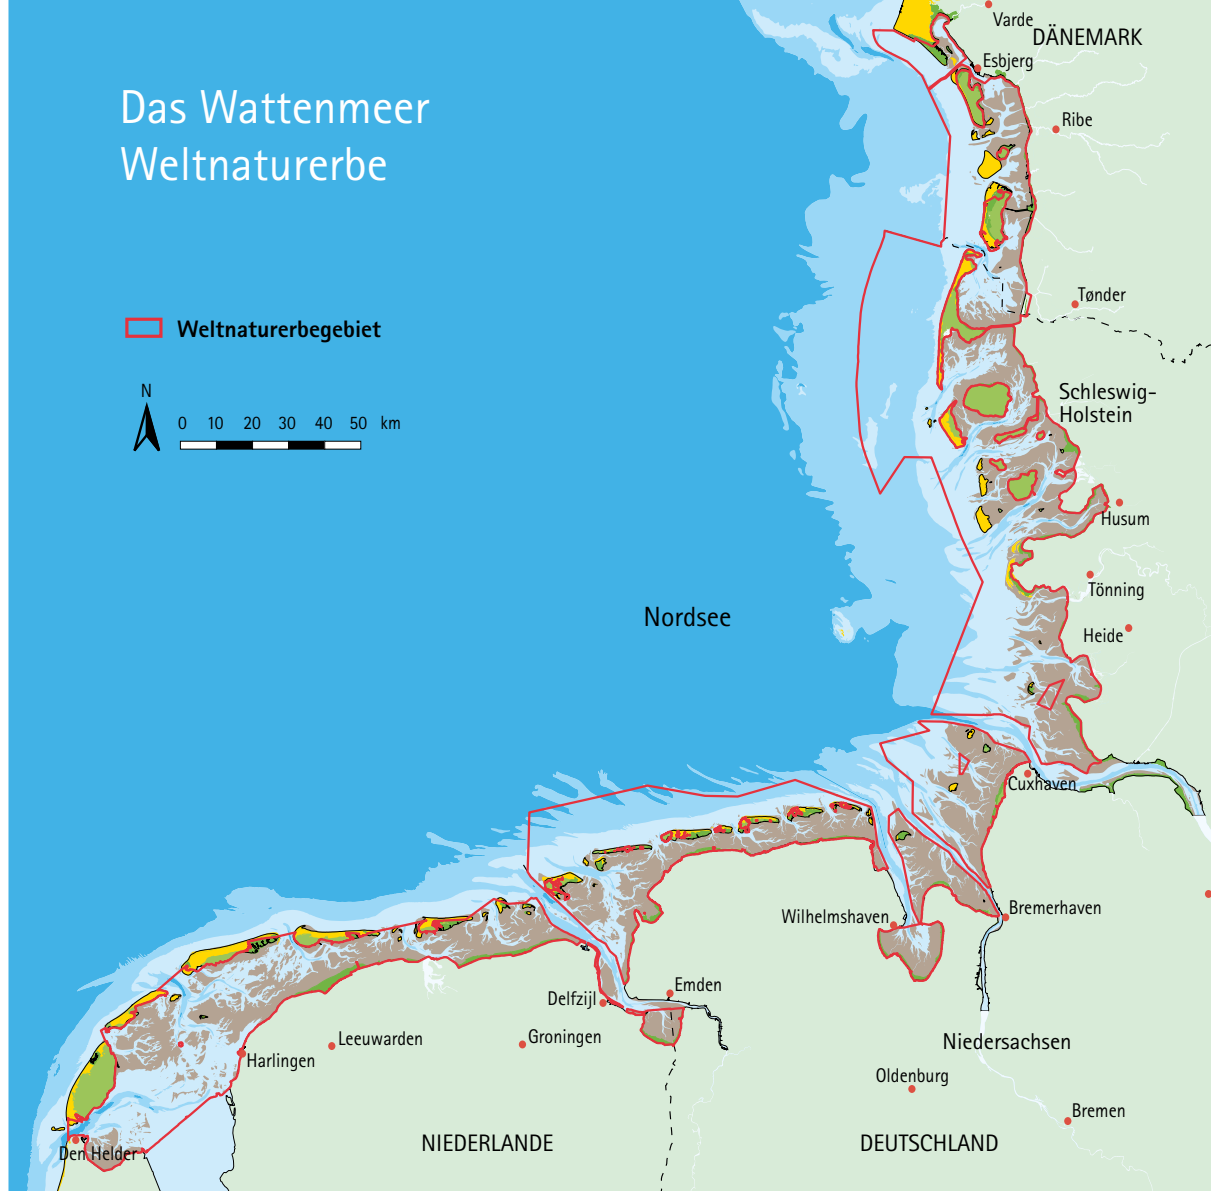 Varde
DÄNEMARK
Esbjerg
Das Wattenmeer
Weltnaturerbe
Ribe
Tønder
Weltnaturerbegebiet
N
0 10 20 30 40 50 km
Schleswig-
Holstein
Husum
Tönning
Nordsee
Heide
Cuxhaven
Wilhelmshaven
Bremerhaven
Emden
Delfzijl
Groningen
Leeuwarden
Harlingen
Niedersachsen
Oldenburg
Bremen
NIEDERLANDE
DEUTSCHLAND
Den Helder